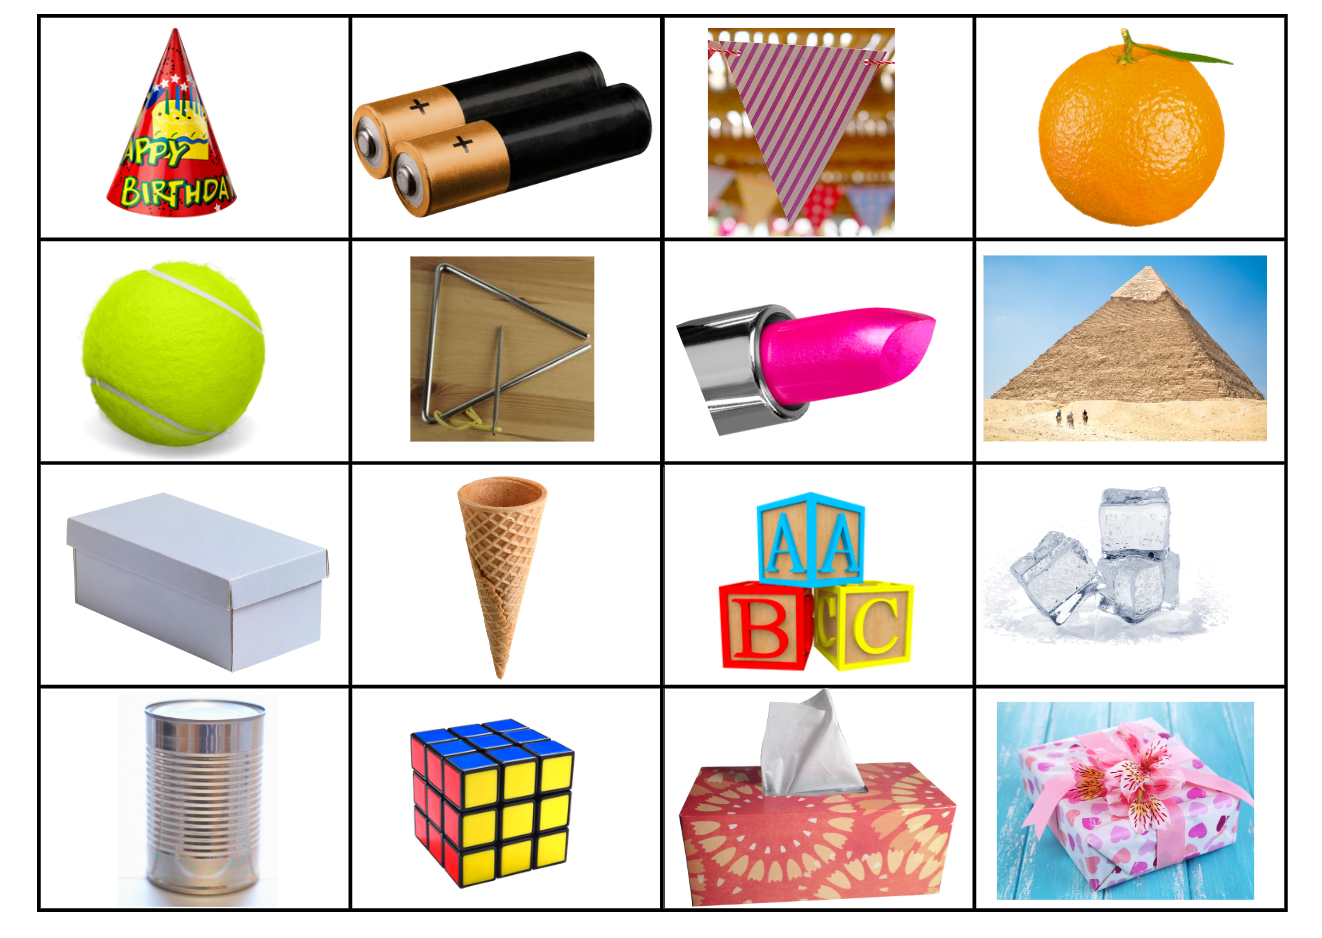 APPY
BIRTHDA
+
+
A A
B C C